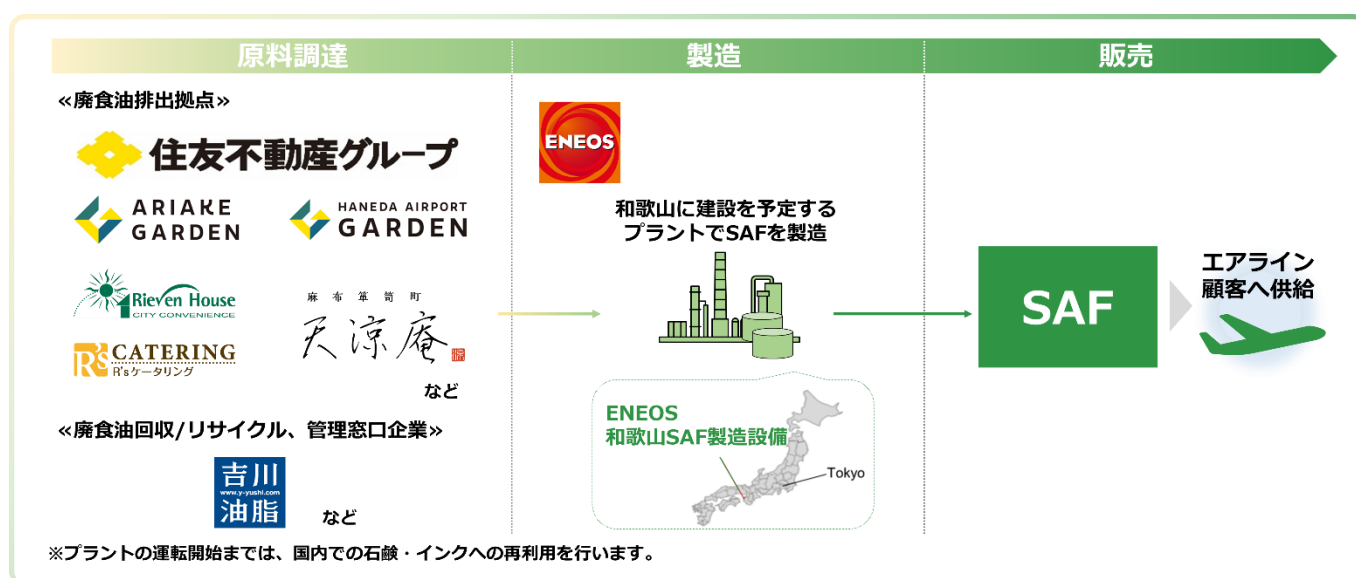 原料調達
製造
販売
≪廃食油排出拠点≫
住友不動産グループ
ARIAKE
GARDEN
HANEDA AIRPORT
GARDEN
Rieven House
CITY CONVENIENCE
麻布箪笥町
天涼庵
R's CATERING
R'sケータリング
など
≪廃食油回収/リサイクル、管理窓口企業≫
吉川
www.y-yushi.com
油脂
など
ENEOS
和歌山に建設を予定する
プラントでSAFを製造
ENEOS
和歌山SAF製造設備
Tokyo
SAF
エアライン
顧客へ供給
※プラントの運転開始までは、国内での石鹸・インクへの再利用を行います。